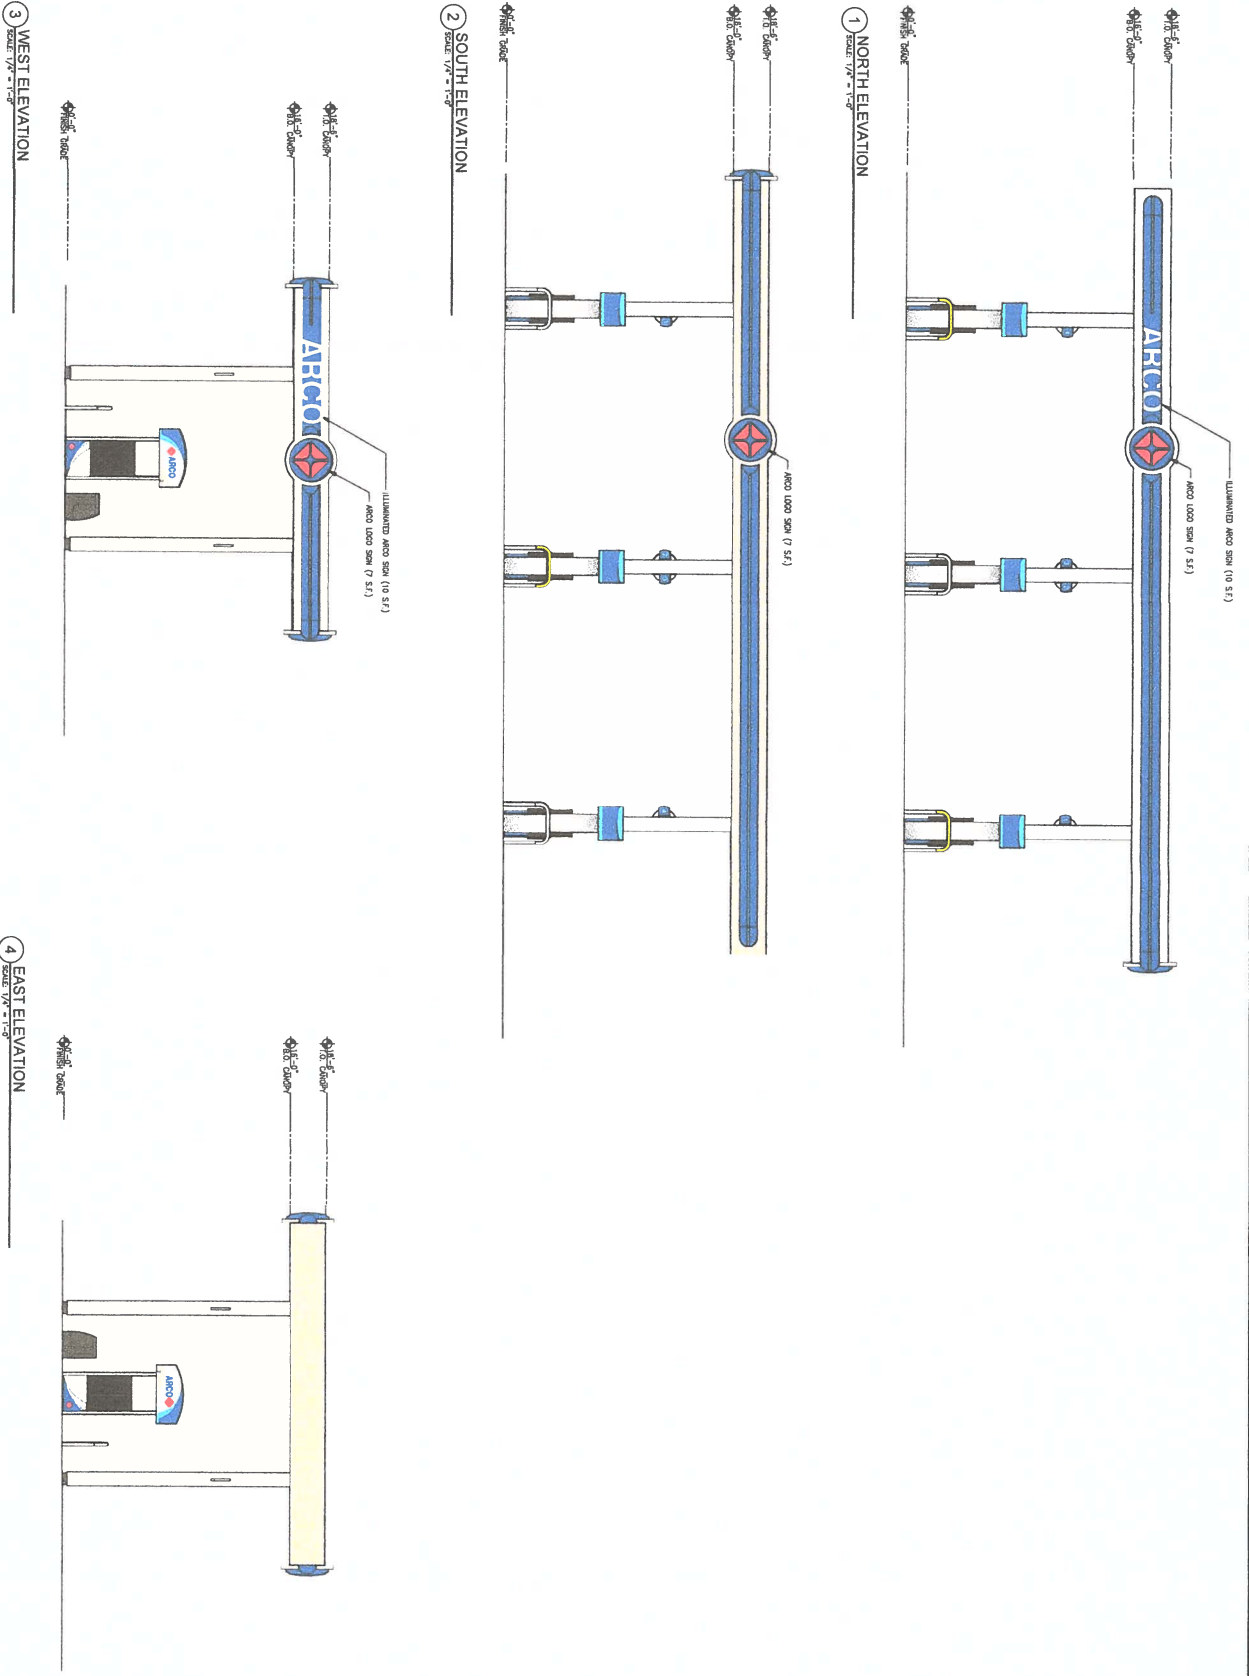 18'-6"
T.O. CANOPY
16'-0"
B.O. CANOPY
0'-0"
FINISH GRADE
ARCO
ILLUMINATED ARCO SIGN (10 S.F.)
ARCO LOGO SIGN (7 S.F.)
1
NORTH ELEVATION
SCALE: 1/4" = 1'-0"
18'-6"
T.O. CANOPY
16'-0"
B.O. CANOPY
0'-0"
FINISH GRADE
ARCO LOGO SIGN (7 S.F.)
2
SOUTH ELEVATION
SCALE: 1/4" = 1'-0"
ILLUMINATED ARCO SIGN (10 S.F.)
ARCO LOGO SIGN (7 S.F.)
18'-6"
T.O. CANOPY
16'-0"
B.O. CANOPY
0'-0"
FINISH GRADE
ARCO
ARCO
3
WEST ELEVATION
SCALE: 1/4" = 1'-0"
18'-6"
T.O. CANOPY
16'-0"
B.O. CANOPY
0'-0"
FINISH GRADE
ARCO
4
EAST ELEVATION
SCALE: 1/4" = 1'-0"